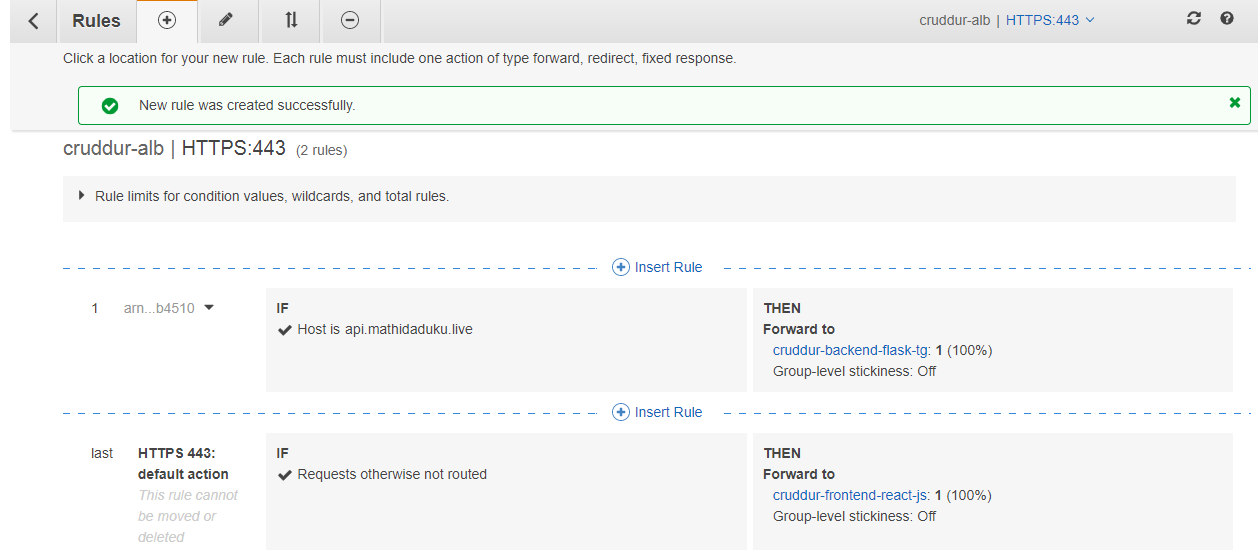 Rules
cruddur-alb | HTTPS:443
Click a location for your new rule. Each rule must include one action of type forward, redirect, fixed response.
New rule was created successfully.
cruddur-alb | HTTPS:443 (2 rules)
Rule limits for condition values, wildcards, and total rules.
Insert Rule
1 arn...b4510
IF
Host is api.mathidaduku.live
THEN
Forward to
cruddur-backend-flask-tg: 1 (100%)
Group-level stickiness: Off
Insert Rule
last
HTTPS 443:
default action
This rule cannot
be moved or
deleted
IF
Requests otherwise not routed
THEN
Forward to
cruddur-frontend-react-js: 1 (100%)
Group-level stickiness: Off